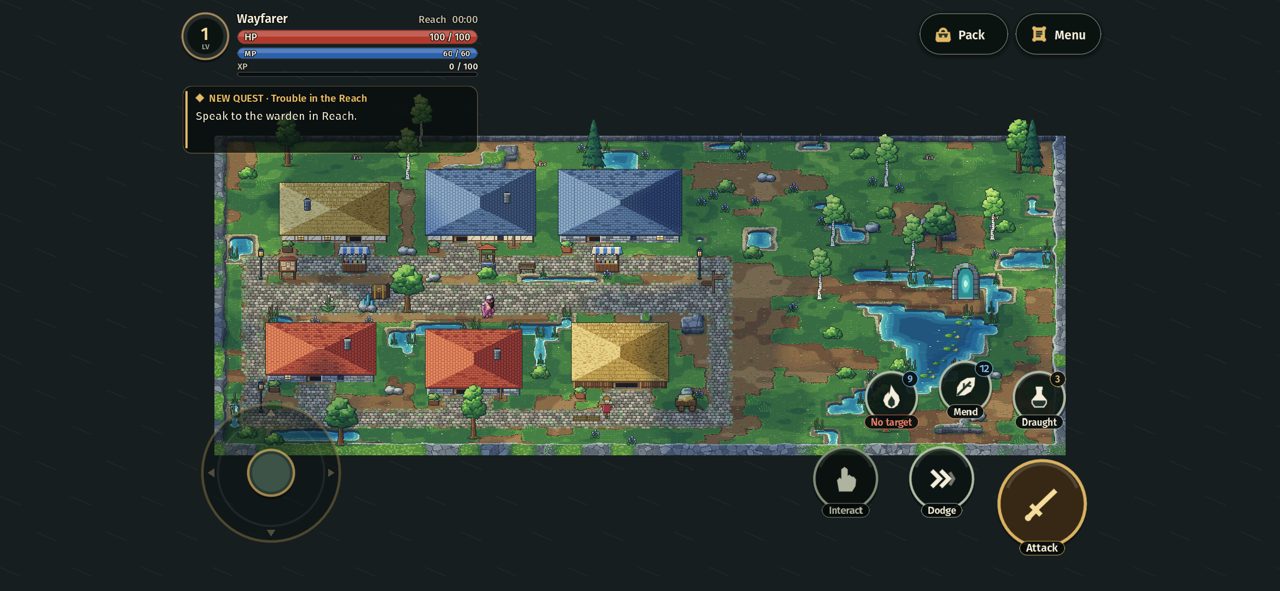 1
LV
Wayfarer
Reach 00:00
HP 100 / 100
MP 60 / 60
XP 0 / 100
◆ NEW QUEST · Trouble in the Reach
Speak to the warden in Reach.
Pack
Menu
9
No target
12
Mend
3
Draught
Interact
Dodge
Attack